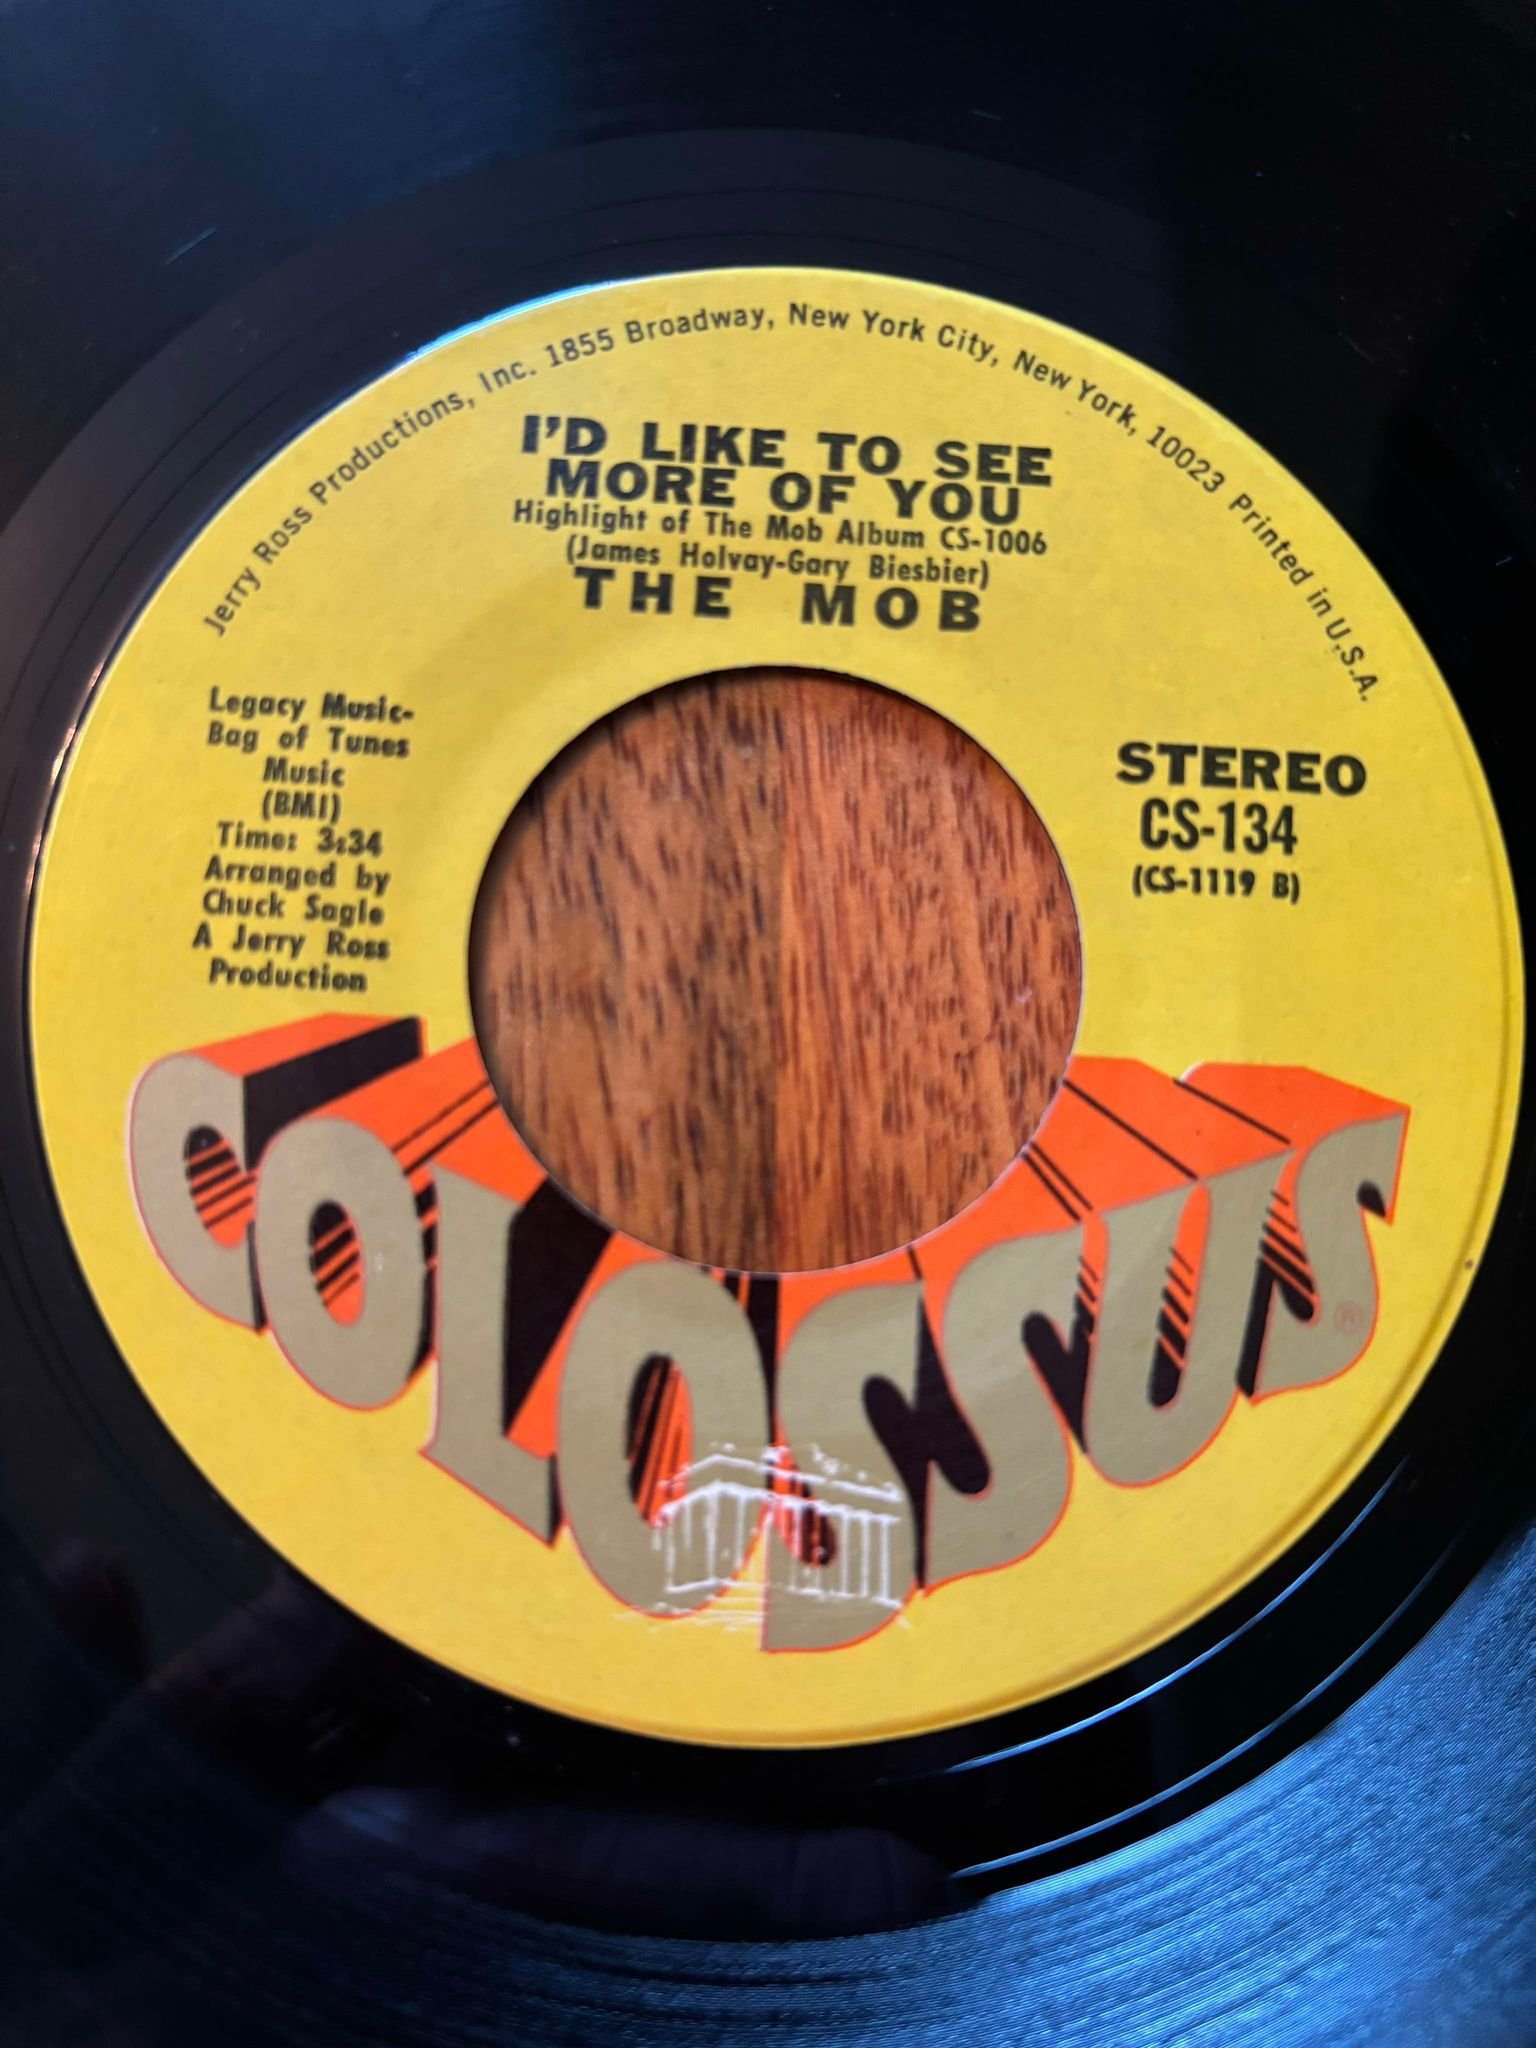 Jerry Ross Productions, Inc. 1855 Broadway, New York City, New York, 10023 Printed in U.S.A.
I'D LIKE TO SEE
MORE OF YOU
Highlight of The Mob Album CS-1006
(James Holvay-Gary Biesbier)
THE MOB
Legacy Music-
Bag of Tunes
Music
(BMI)
Time: 3:34
Arranged by
Chuck Sagle
A Jerry Ross
Production
STEREO
CS-134
(CS-1119 B)
COLOSSUS ®